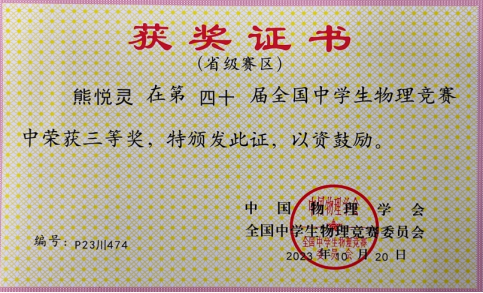 获奖证书
(省级赛区)
熊悦灵 在第 四十 届全国中学生物理竞赛
中荣获三等奖，特颁发此证，以资鼓励。
中国物理学会
全国中学生物理竞赛委员会
编号：P23川474
2023 年 10 月 20 日